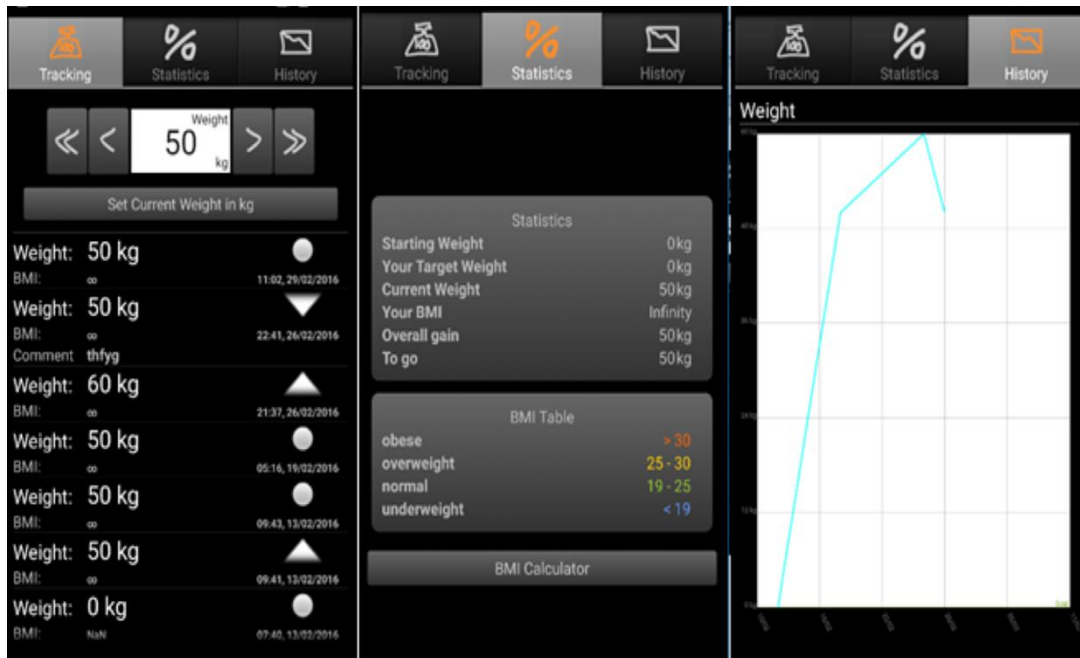 Tracking Statistics History
Weight
50
kg
Set Current Weight in kg
Weight: 50 kg
BMI: ∞ 11:02, 29/02/2016
Weight: 50 kg
BMI: ∞ 22:41, 26/02/2016
Comment thfyg
Weight: 60 kg
BMI: ∞ 21:37, 26/02/2016
Weight: 50 kg
BMI: ∞ 05:16, 19/02/2016
Weight: 50 kg
BMI: ∞ 09:43, 13/02/2016
Weight: 50 kg
BMI: ∞ 09:41, 13/02/2016
Weight: 0 kg
BMI: NaN 07:40, 13/02/2016
Tracking Statistics History
Statistics
Starting Weight 0kg
Your Target Weight 0kg
Current Weight 50kg
Your BMI Infinity
Overall gain 50kg
To go 50kg
BMI Table
obese > 30
overweight 25 - 30
normal 19 - 25
underweight < 19
BMI Calculator
Tracking Statistics History
Weight